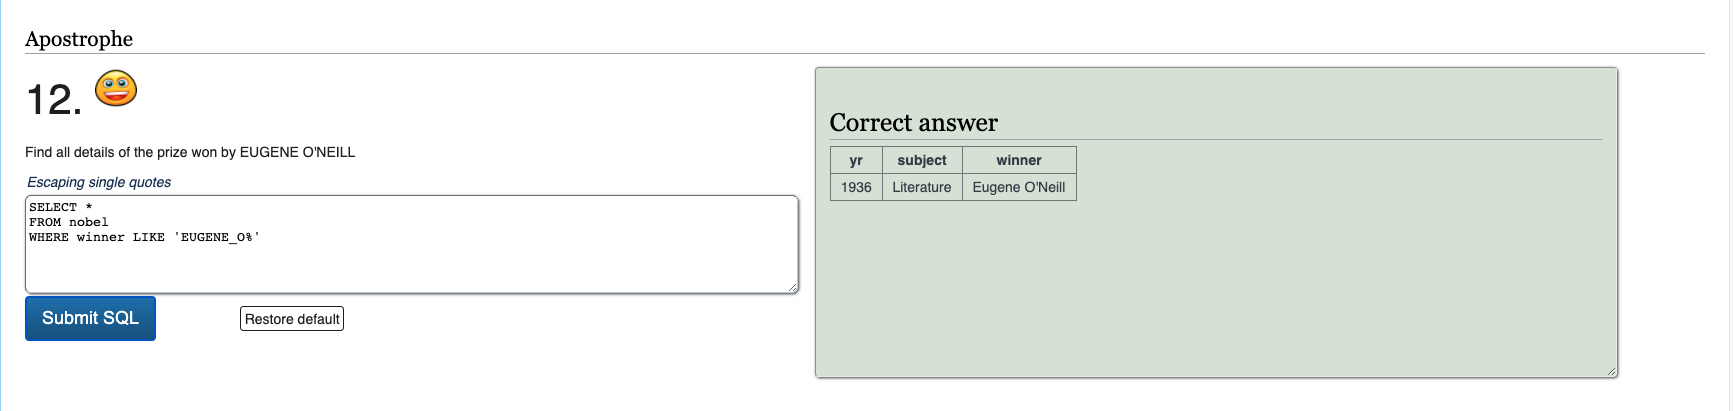 Apostrophe
12.
Find all details of the prize won by EUGENE O'NEILL
Escaping single quotes
SELECT *
FROM nobel
WHERE winner LIKE 'EUGENE_O%'
Submit SQL
Restore default
Correct answer
yr subject winner
1936 Literature Eugene O'Neill